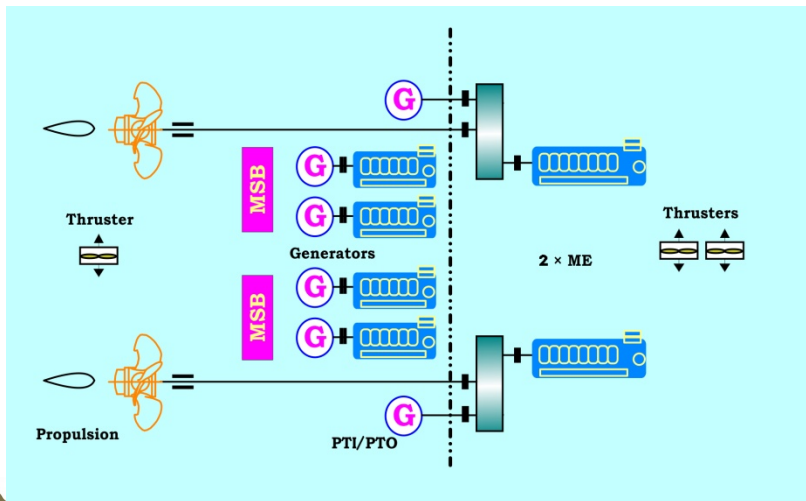 G
G
MSB
Thruster
G
Thrusters
Generators
2 × ME
G
MSB
G
Propulsion
PTI/PTO
G